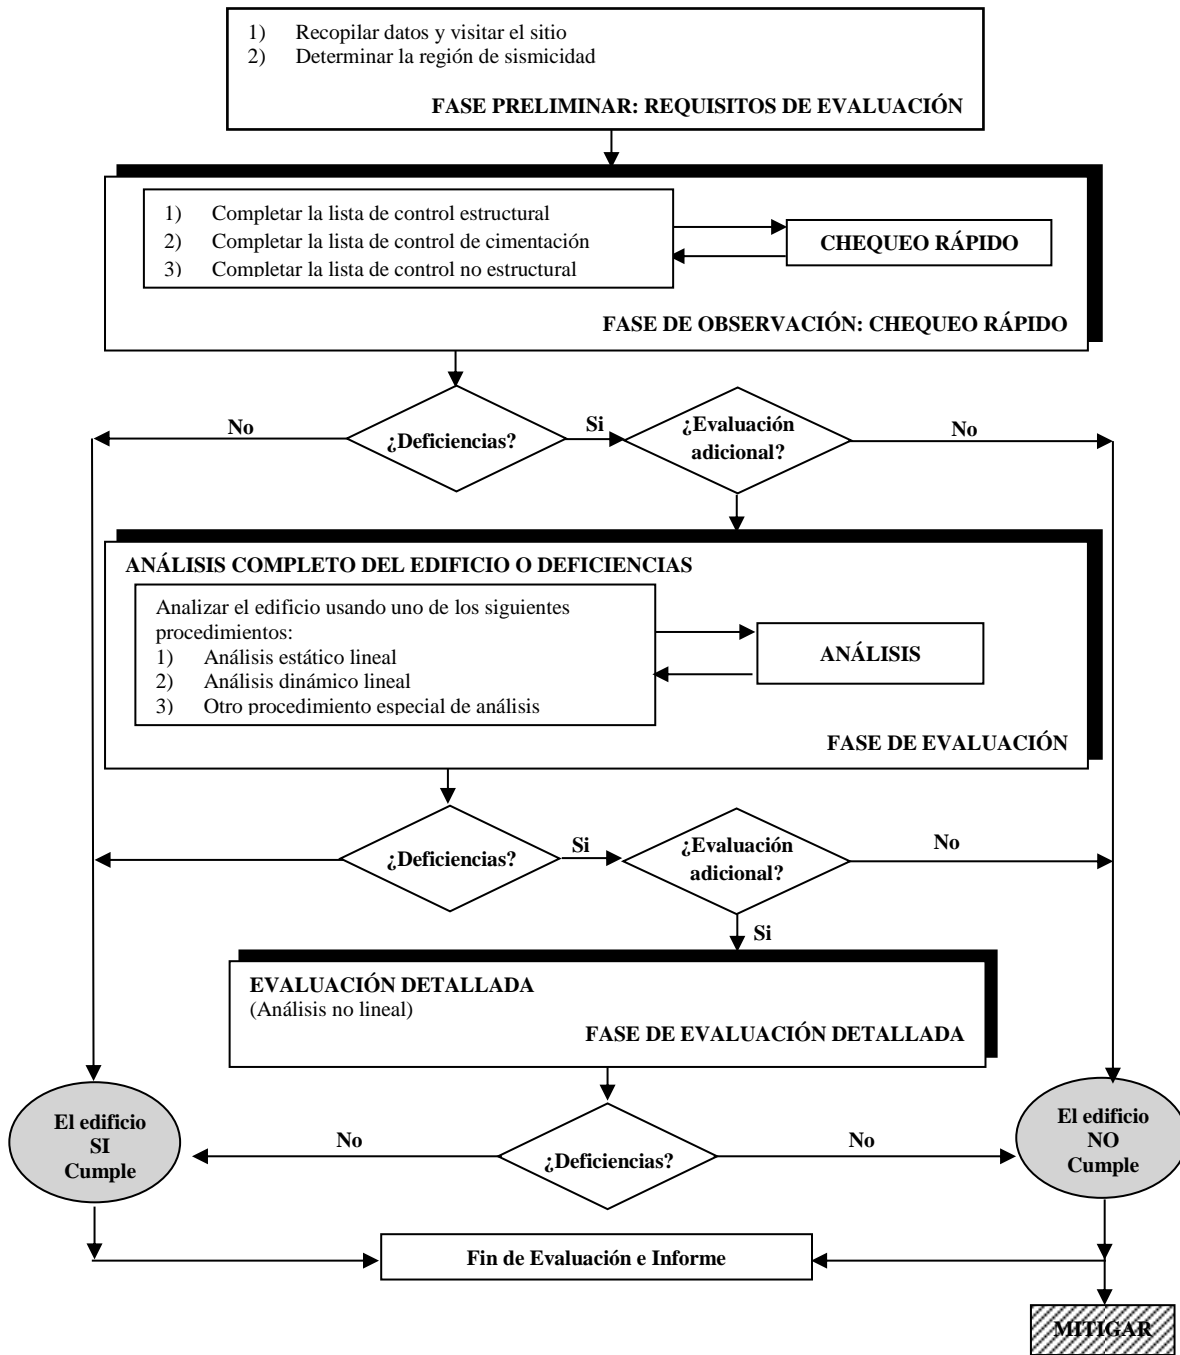 1) Recopilar datos y visitar el sitio
2) Determinar la región de sismicidad
FASE PRELIMINAR: REQUISITOS DE EVALUACIÓN
1) Completar la lista de control estructural
2) Completar la lista de control de cimentación
3) Completar la lista de control no estructural
CHEQUEO RÁPIDO
FASE DE OBSERVACIÓN: CHEQUEO RÁPIDO
No
¿Deficiencias?
Si
¿Evaluación
adicional?
No
ANÁLISIS COMPLETO DEL EDIFICIO O DEFICIENCIAS
Analizar el edificio usando uno de los siguientes
procedimientos:
1) Análisis estático lineal
2) Análisis dinámico lineal
3) Otro procedimiento especial de análisis
ANÁLISIS
FASE DE EVALUACIÓN
¿Deficiencias?
Si
¿Evaluación
adicional?
No
Si
EVALUACIÓN DETALLADA
(Análisis no lineal)
FASE DE EVALUACIÓN DETALLADA
El edificio
SI
Cumple
No
¿Deficiencias?
No
El edificio
NO
Cumple
Fin de Evaluación e Informe
MITIGAR